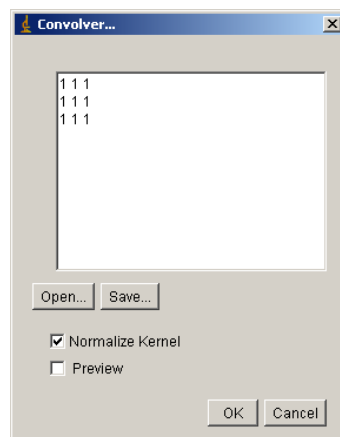 Convolver...
1 1 1
1 1 1
1 1 1
Open... Save...
Normalize Kernel
Preview
OK Cancel